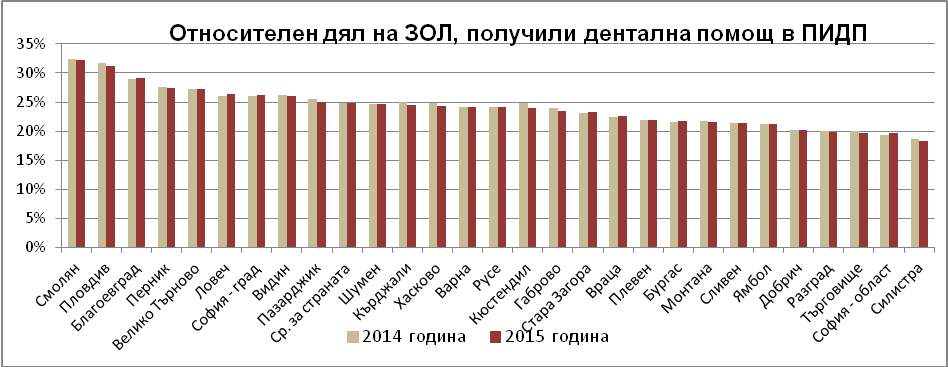 Относителен дял на ЗОЛ, получили дентална помощ в ПИДП
35%
30%
25%
20%
15%
10%
5%
0%
Смолян
Пловдив
Благоевград
Перник
Велико Търново
Ловеч
София - град
Видин
Пазарджик
Ср. за страната
Шумен
Кърджали
Хасково
Варна
Русе
Кюстендил
Габрово
Стара Загора
Враца
Плевен
Бургас
Монтана
Сливен
Ямбол
Добрич
Разград
Търговище
София - област
Силистра
2014 година
2015 година